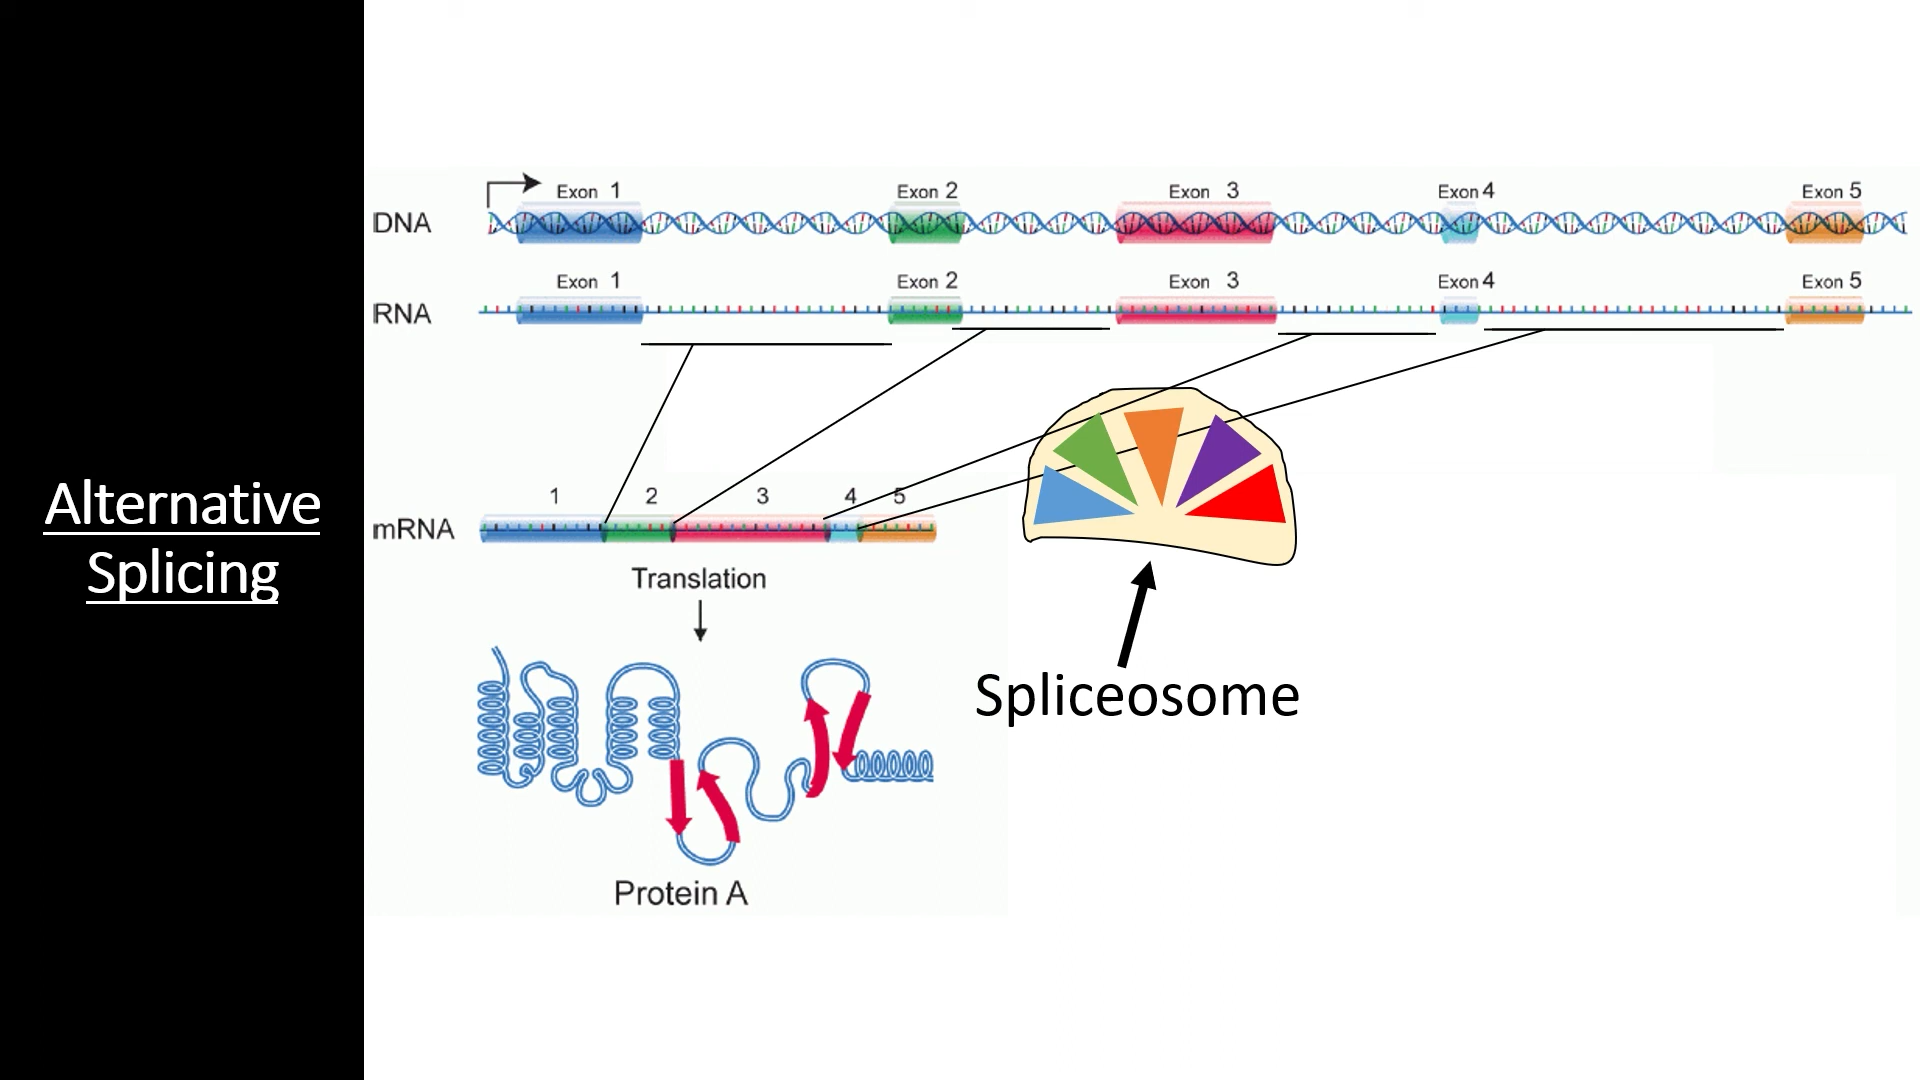 Alternative
Splicing
Exon 1 Exon 2 Exon 3 Exon 4 Exon 5
DNA
Exon 1 Exon 2 Exon 3 Exon 4 Exon 5
RNA
1 2 3 4 5
mRNA
Translation
Spliceosome
Protein A